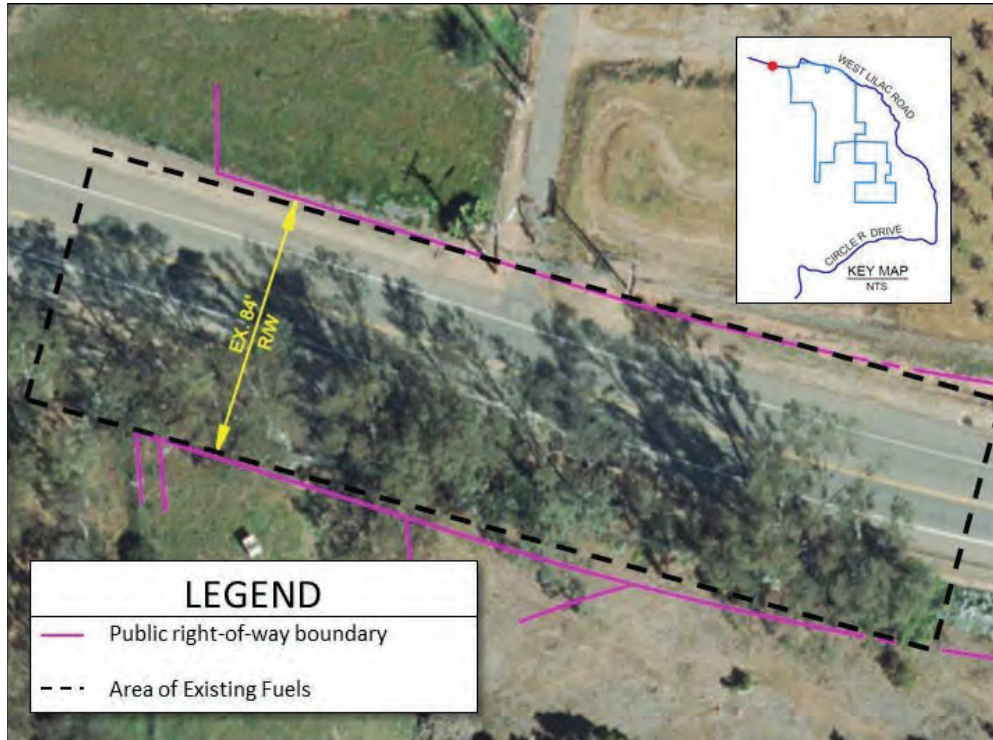 WEST LILAC ROAD
CIRCLE R. DRIVE
KEY MAP
NTS
EX. 84'
R/W
LEGEND
Public right-of-way boundary
Area of Existing Fuels